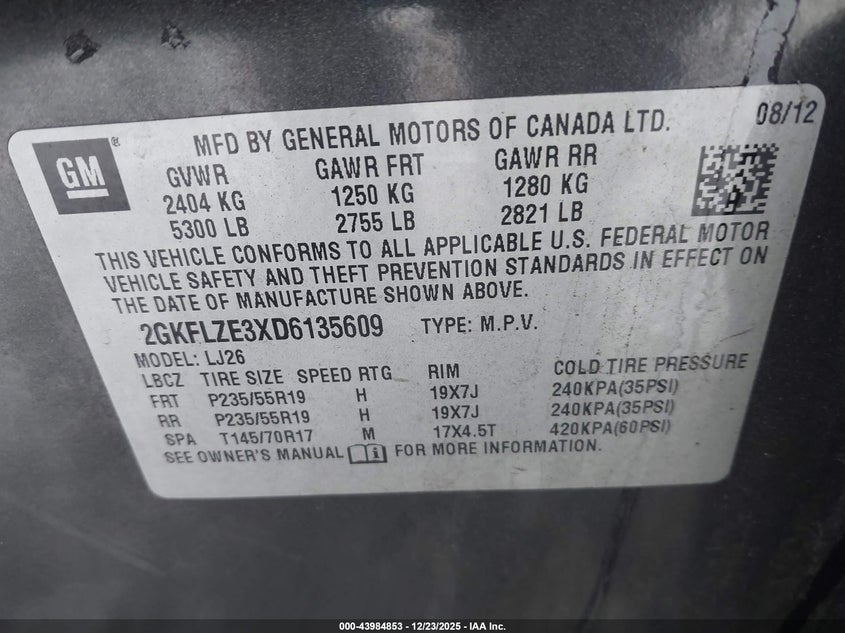 08/12
GM ®
MFD BY GENERAL MOTORS OF CANADA LTD.
GVWR GAWR FRT GAWR RR
2404 KG 1250 KG 1280 KG
5300 LB 2755 LB 2821 LB
THIS VEHICLE CONFORMS TO ALL APPLICABLE U.S. FEDERAL MOTOR
VEHICLE SAFETY AND THEFT PREVENTION STANDARDS IN EFFECT ON
THE DATE OF MANUFACTURE SHOWN ABOVE.
2GKFLZE3XD6135609 TYPE: M.P.V.
MODEL: LJ26
LBCZ TIRE SIZE SPEED RTG RIM COLD TIRE PRESSURE
FRT P235/55R19 H 19X7J 240KPA(35PSI)
RR P235/55R19 H 19X7J 240KPA(35PSI)
SPA T145/70R17 M 17X4.5T 420KPA(60PSI)
SEE OWNER'S MANUAL i FOR MORE INFORMATION.
000-43984853 - 12/23/2025 - IAA Inc.